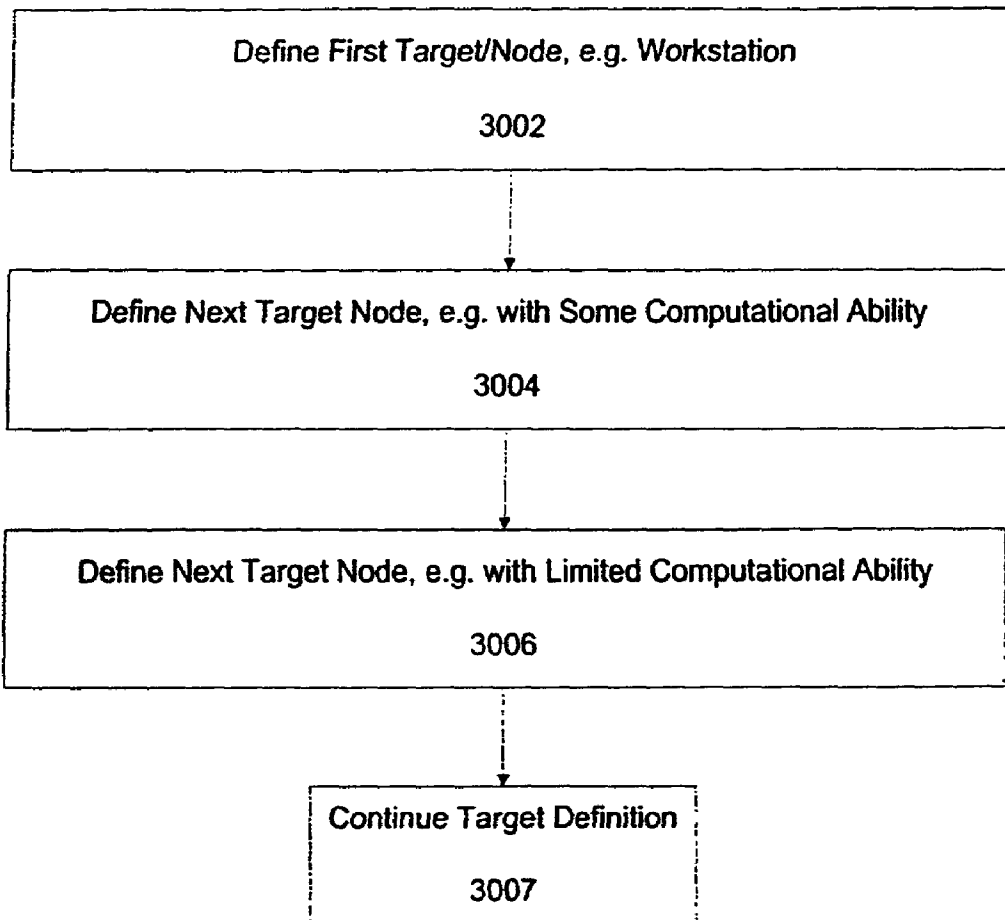 Define First Target/Node, e.g. Workstation
3002
Define Next Target Node, e.g. with Some Computational Ability
3004
Define Next Target Node, e.g. with Limited Computational Ability
3006
Continue Target Definition
3007